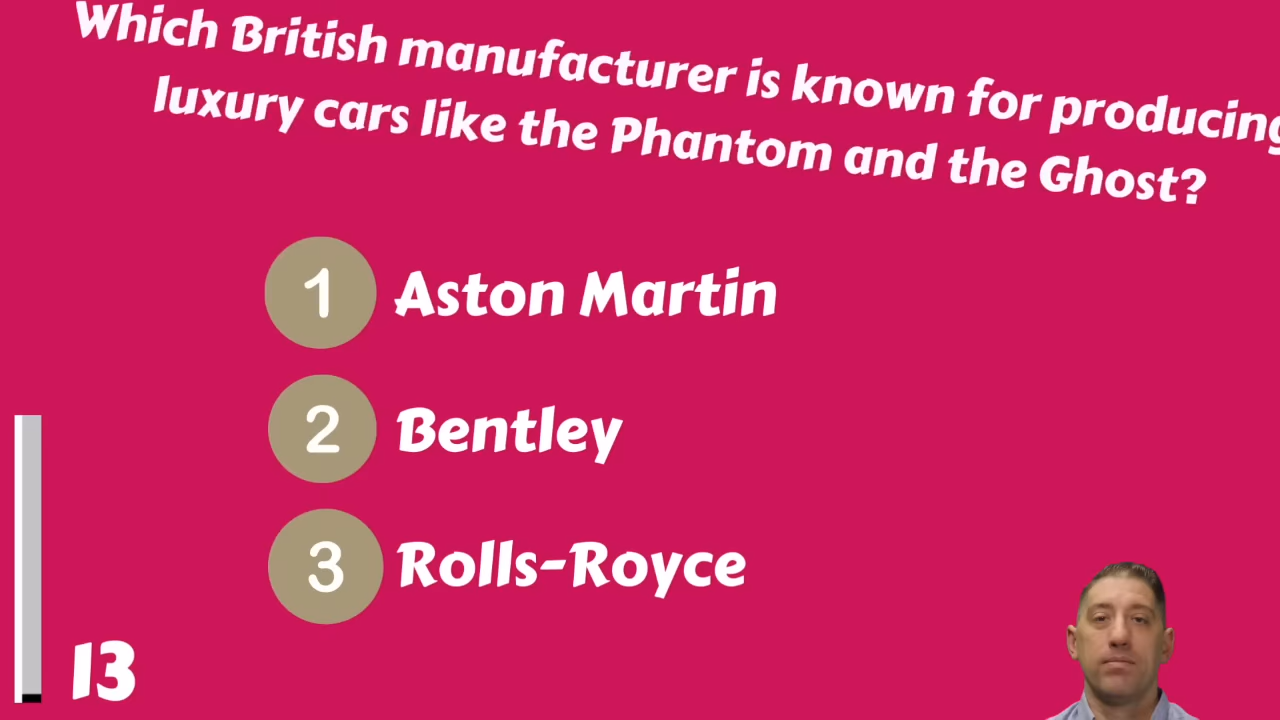 Which British manufacturer is known for producing
luxury cars like the Phantom and the Ghost?
1 Aston Martin
2 Bentley
3 Rolls-Royce
13